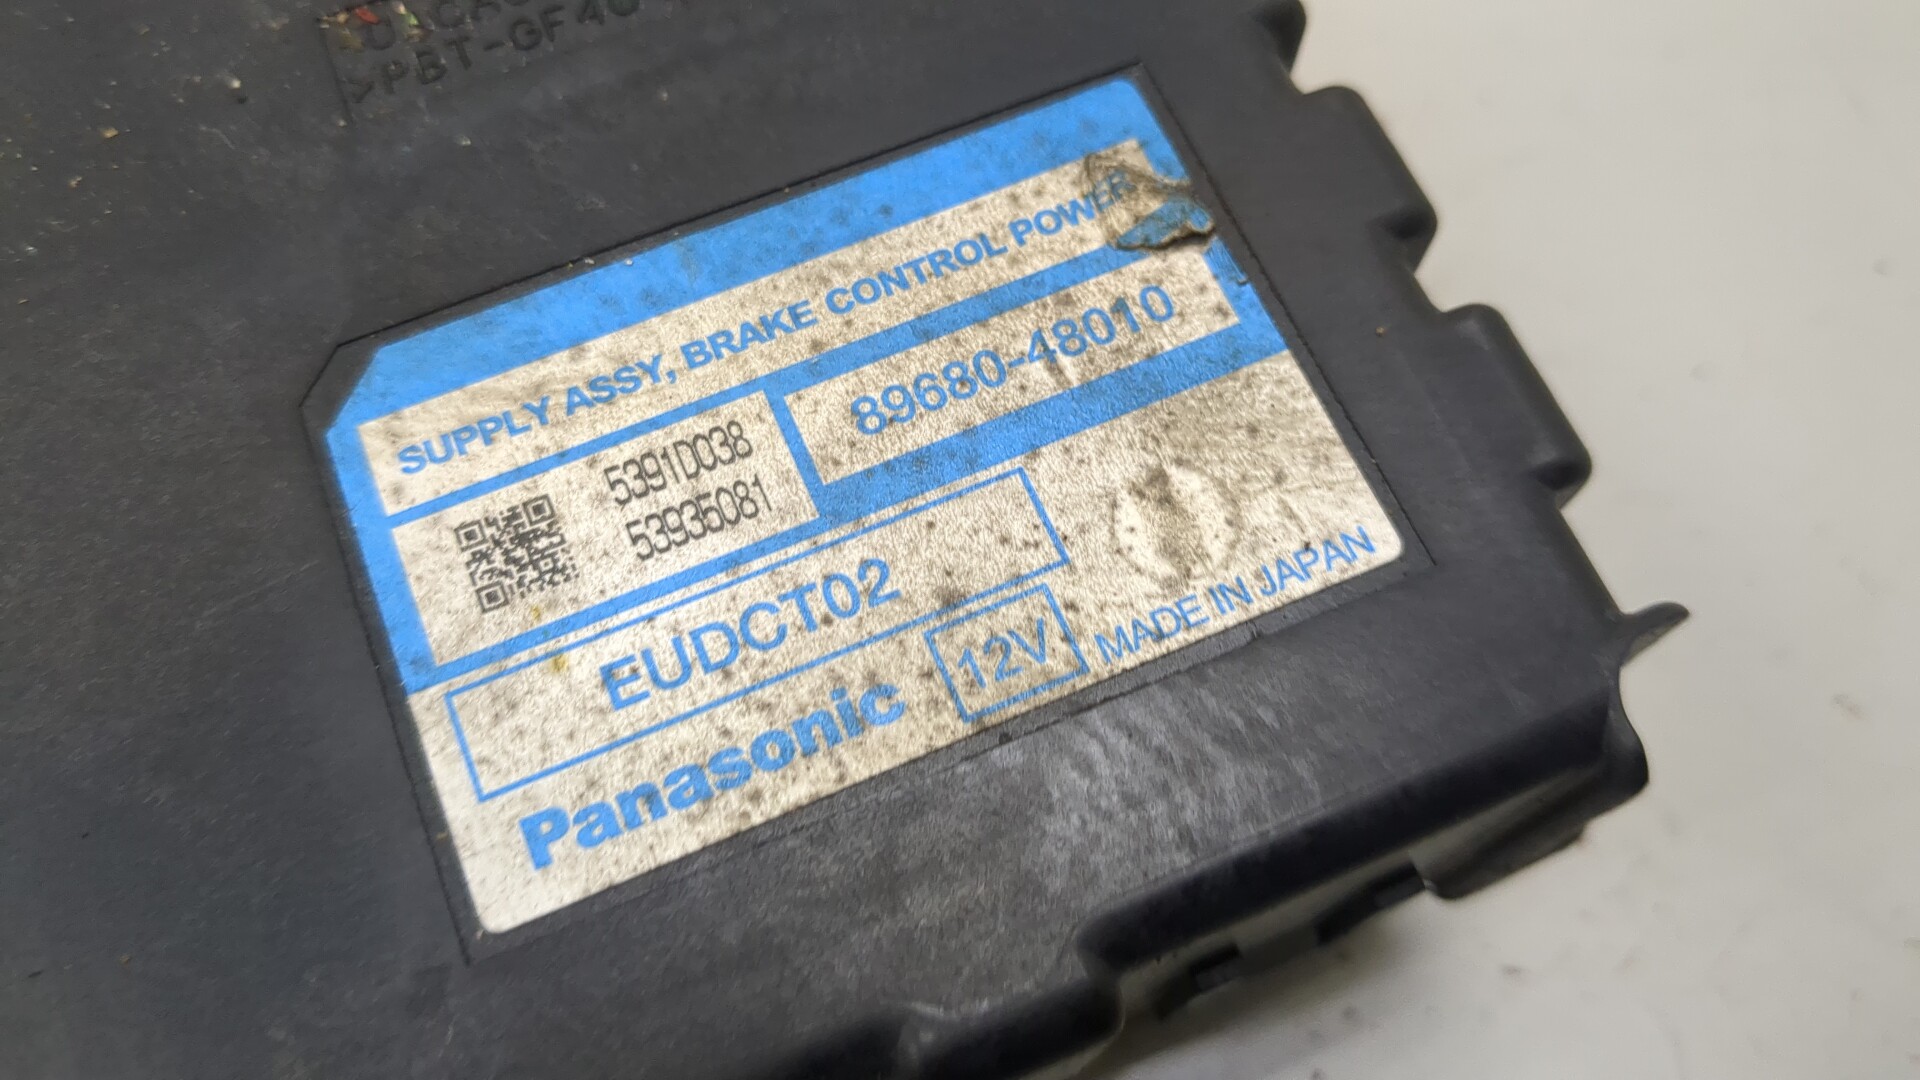 >PBT-GF40
SUPPLY ASSY, BRAKE CONTROL POWER
89680-48010
5391D038
53935081
EUDCT02
Panasonic
12V
MADE IN JAPAN